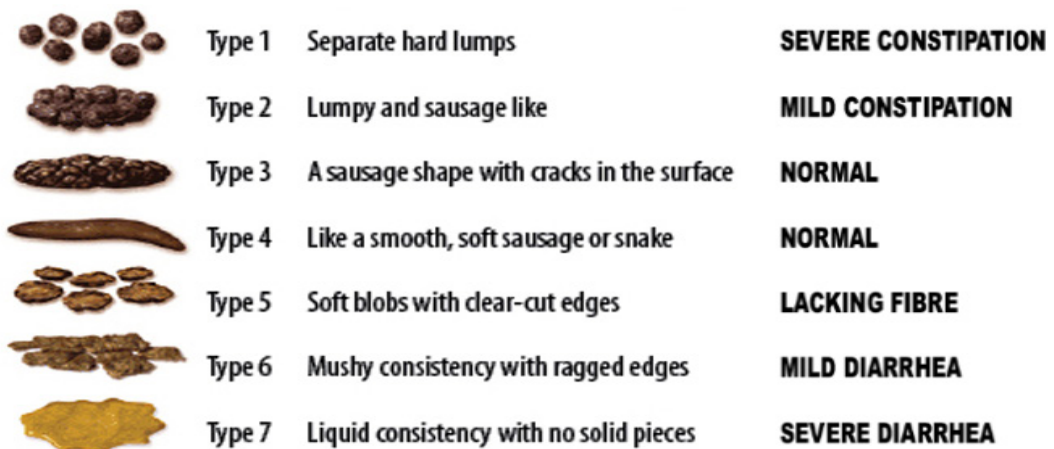 Type 1 Separate hard lumps SEVERE CONSTIPATION
Type 2 Lumpy and sausage like MILD CONSTIPATION
Type 3 A sausage shape with cracks in the surface NORMAL
Type 4 Like a smooth, soft sausage or snake NORMAL
Type 5 Soft blobs with clear-cut edges LACKING FIBRE
Type 6 Mushy consistency with ragged edges MILD DIARRHEA
Type 7 Liquid consistency with no solid pieces SEVERE DIARRHEA